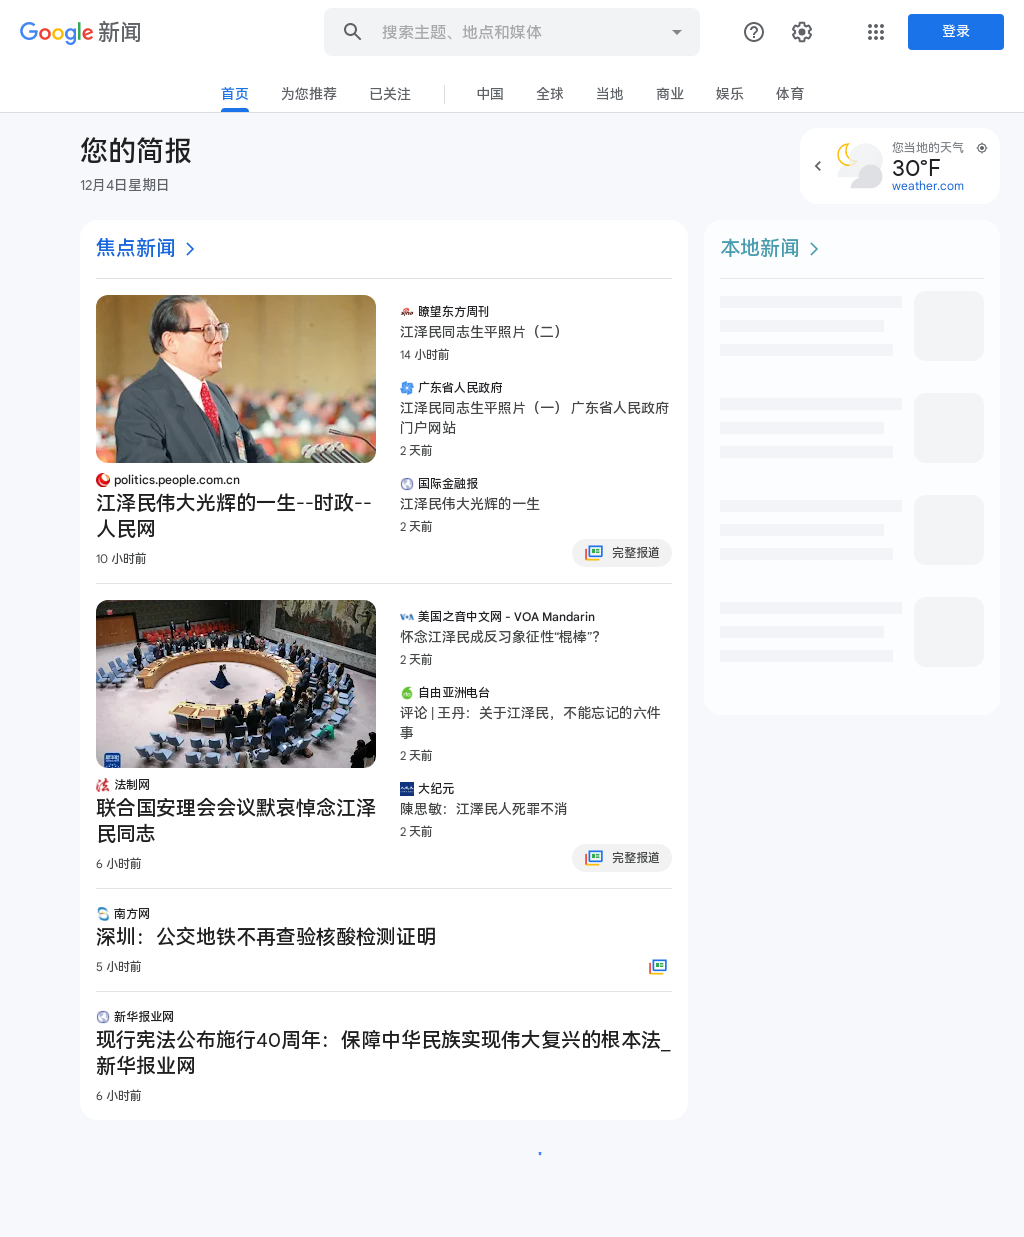 Google 新闻
搜索主题、地点和媒体
登录
首页 为您推荐 已关注 中国 全球 当地 商业 娱乐 体育
您的简报
12月4日星期日
您当地的天气
30°F
weather.com
焦点新闻
politics.people.com.cn
江泽民伟大光辉的一生--时政--
人民网
10 小时前
瞭望东方周刊
江泽民同志生平照片（二）
14 小时前
广东省人民政府
江泽民同志生平照片（一） 广东省人民政府
门户网站
2 天前
国际金融报
江泽民伟大光辉的一生
2 天前
完整报道
法制网
联合国安理会会议默哀悼念江泽
民同志
6 小时前
美国之音中文网 - VOA Mandarin
怀念江泽民成反习象征性“棍棒”？
2 天前
自由亚洲电台
评论 | 王丹：关于江泽民，不能忘记的六件
事
2 天前
大纪元
陳思敏：江澤民人死罪不消
2 天前
完整报道
南方网
深圳：公交地铁不再查验核酸检测证明
5 小时前
新华报业网
现行宪法公布施行40周年：保障中华民族实现伟大复兴的根本法_
新华报业网
6 小时前
本地新闻